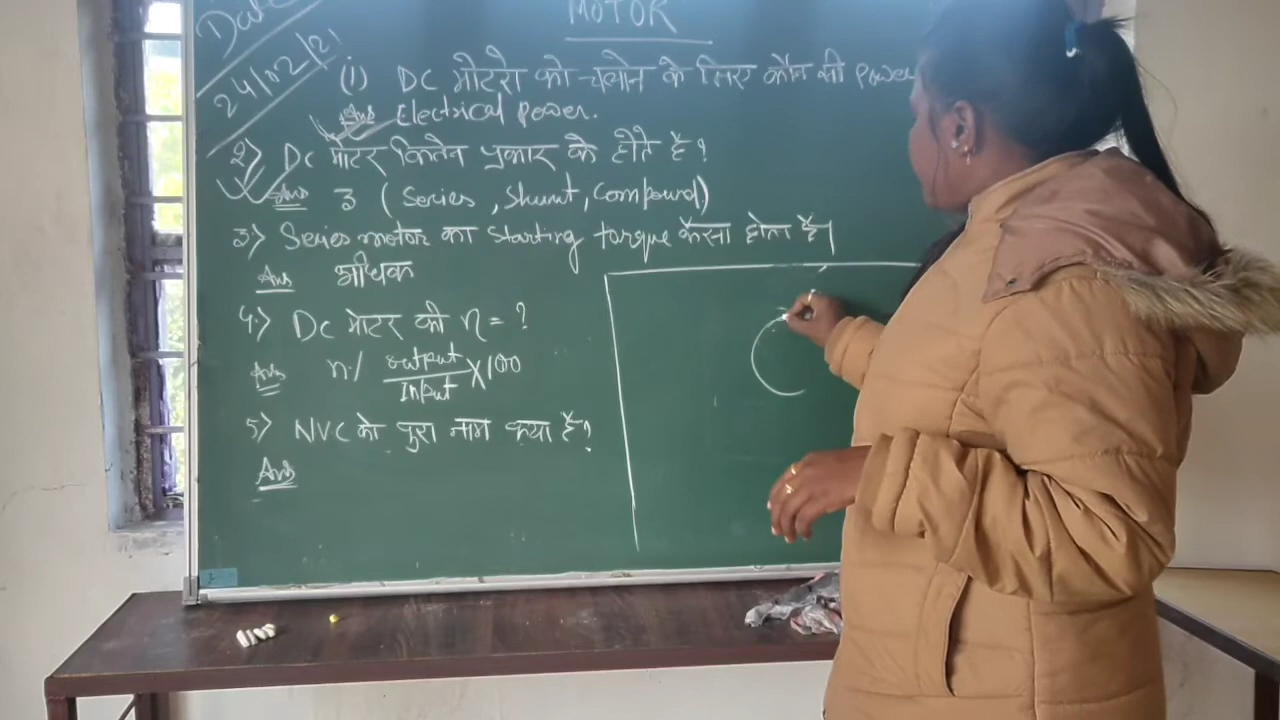 Date
24/02/21
MOTOR
(i) DC मोटरो को चलाने के लिए कौन सी power
Ans Electrical power.
2> DC मोटर कितने प्रकार के होते है?
Ans 3 (Series, Shunt, Compound)
3> Series motor का starting torque कैसा होता है।
Ans अधिक
4.> DC मोटर की η = ?
Ans η./ output/Input X100
5> NVC को पुरा नाम क्या है?
Ans